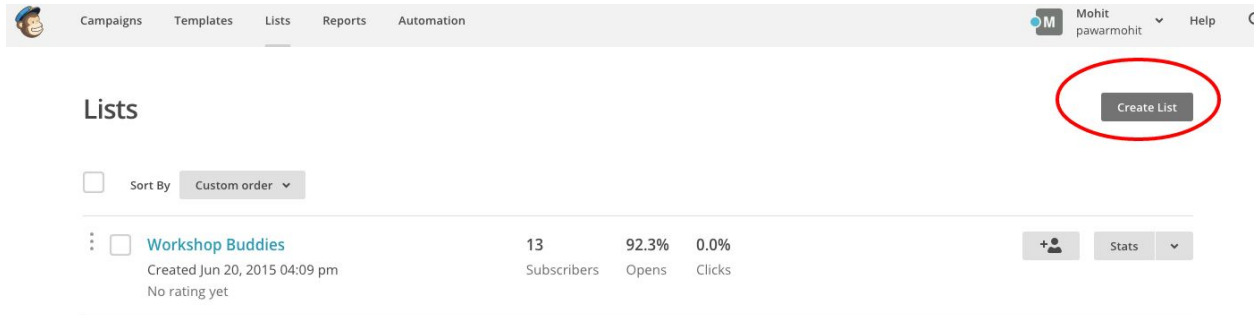 Campaigns Templates Lists Reports Automation
M Mohit
pawarmohit
Help
Lists
Create List
Sort By Custom order
Workshop Buddies
13 92.3% 0.0%
Created Jun 20, 2015 04:09 pm
Subscribers Opens Clicks
No rating yet
Stats